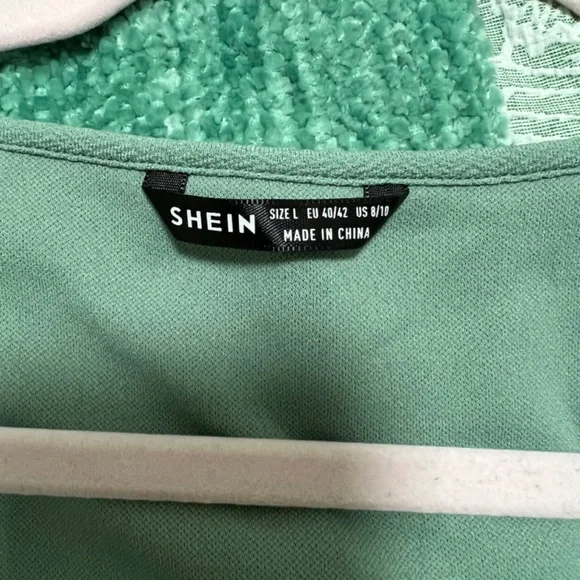 SHEIN SIZE L EU 40/42 US 8/10
MADE IN CHINA